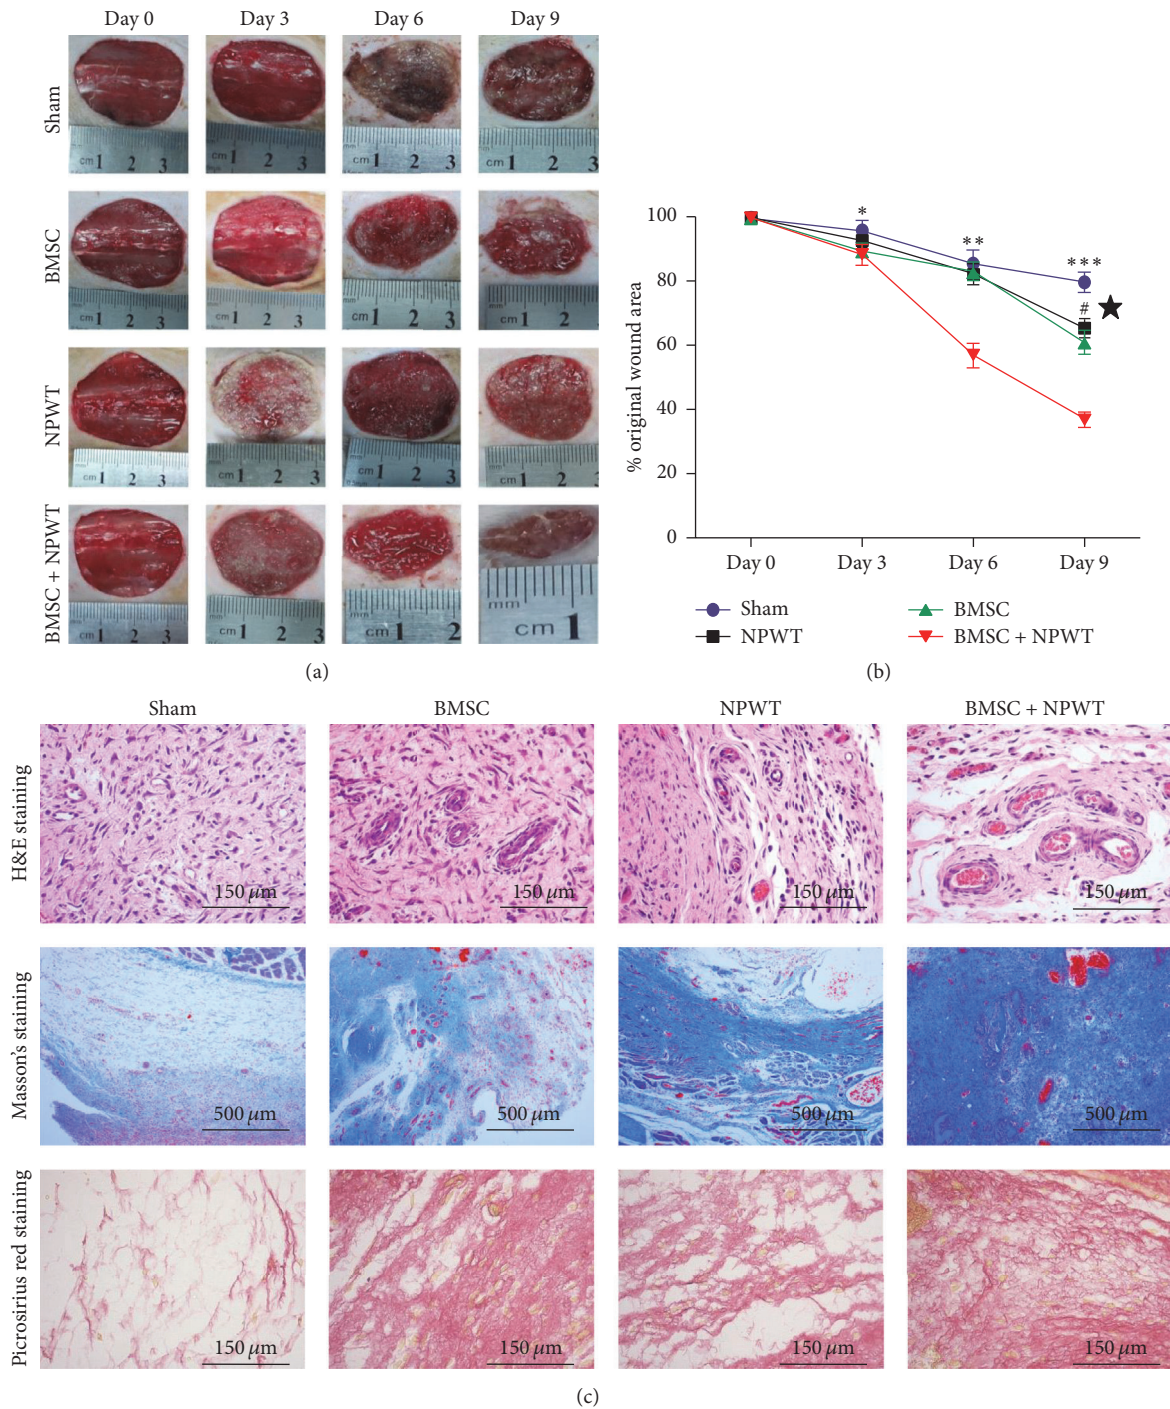 Day 0 Day 3 Day 6 Day 9
Sham
cm 1 2 3
cm 1 2 3
cm 1 2 3
cm 1 2 3
BMSC
cm 1 2 3
cm 1 2 3
cm 1 2 3
cm 1 2 3
NPWT
cm 1 2 3
cm 1 2 3
cm 1 2 3
cm 1 2 3
BMSC + NPWT
cm 1 2 3
cm 1 2 3
mm
cm 1 2
mm
cm 1
(a)
% original wound area
100
80
60
40
20
0
*
**
***
#
Day 0 Day 3 Day 6 Day 9
Sham BMSC
NPWT BMSC + NPWT
(b)
Sham BMSC NPWT BMSC + NPWT
H&E staining
150 μm 150 μm 150 μm 150 μm
Masson's staining
500 μm 500 μm 500 μm 500 μm
Picrosirius red staining
150 μm 150 μm 150 μm 150 μm
(c)